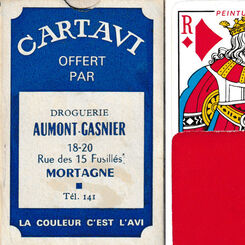 CARTAVI
OFFERT
PAR
DROGUERIE
AUMONT-GASNIER
18-20
Rue des 15 Fusillés
MORTAGNE
Tél. 141
LA COULEUR C'EST L'AVI
PEINTU
R